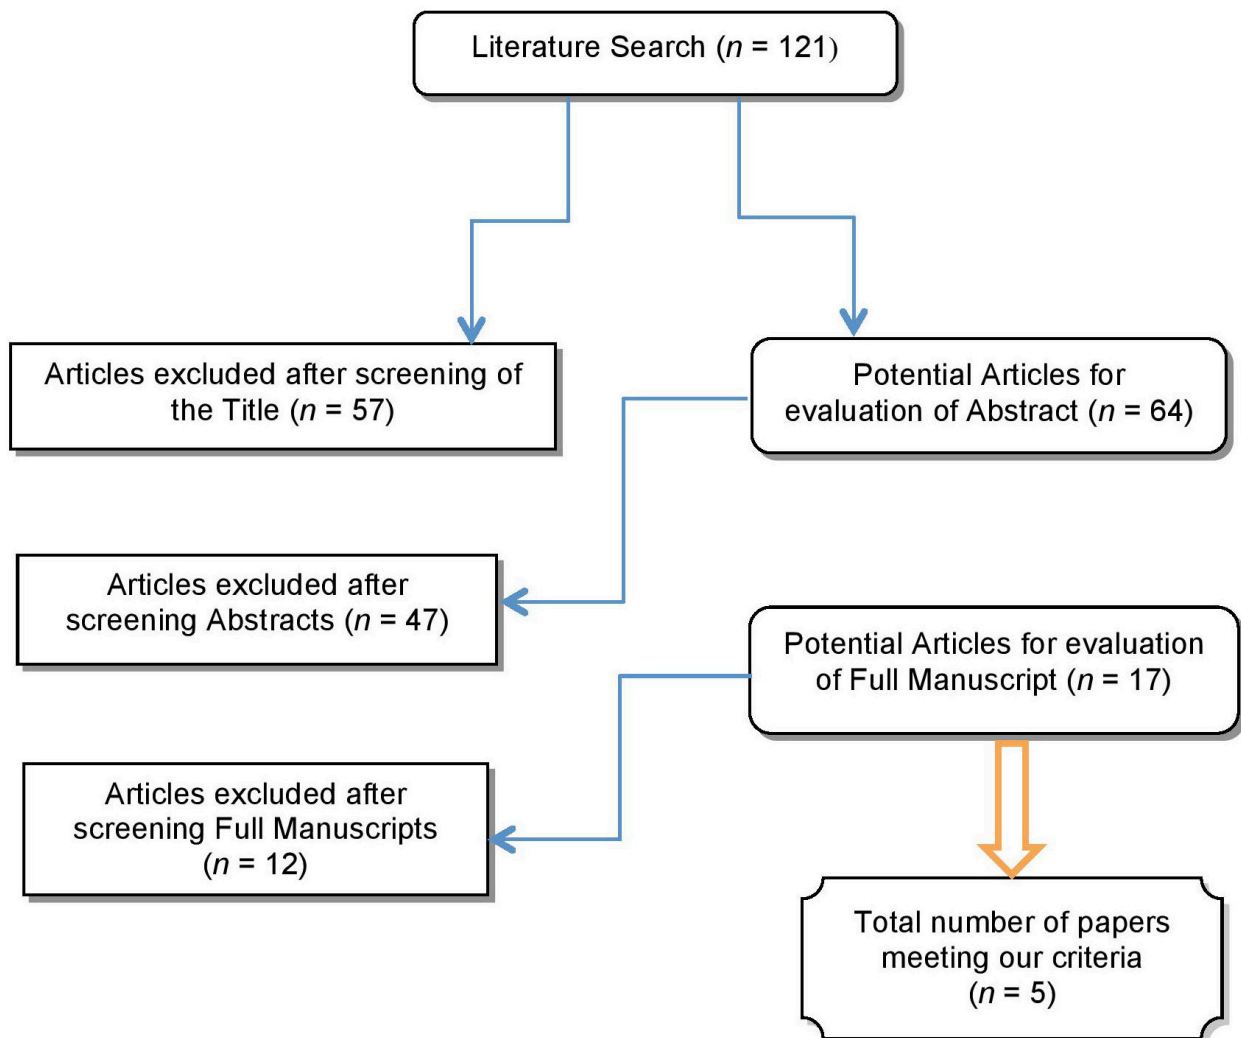 Literature Search (n = 121)
Articles excluded after screening of
the Title (n = 57)
Potential Articles for
evaluation of Abstract (n = 64)
Articles excluded after
screening Abstracts (n = 47)
Potential Articles for evaluation
of Full Manuscript (n = 17)
Articles excluded after
screening Full Manuscripts
(n = 12)
Total number of papers
meeting our criteria
(n = 5)